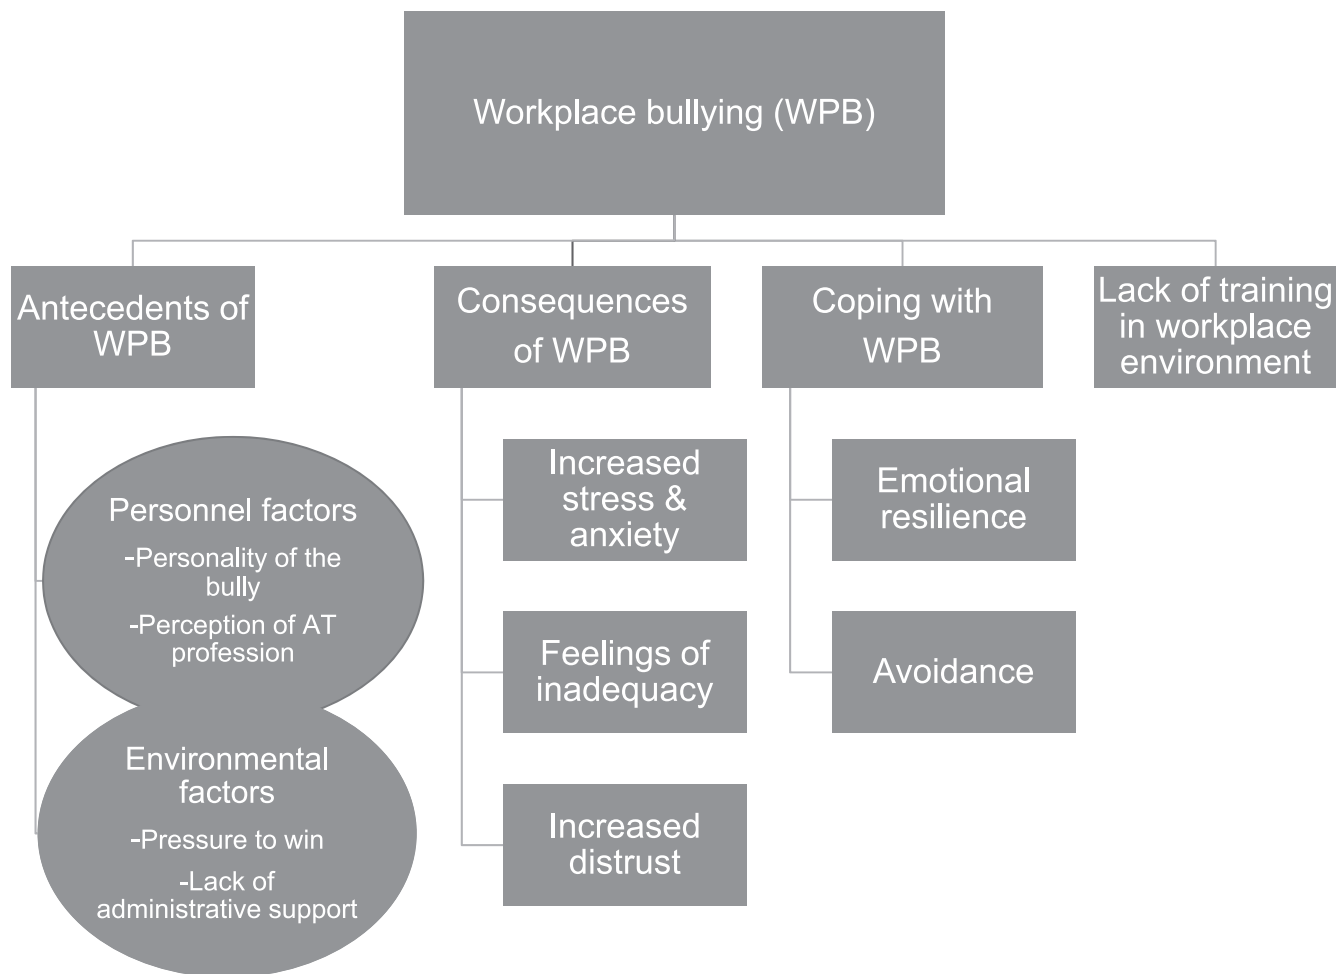 Workplace bullying (WPB)
Antecedents of
WPB
Personnel factors
-Personality of the
bully
-Perception of AT
profession
Environmental
factors
-Pressure to win
-Lack of
administrative support
Consequences
of WPB
Increased
stress &
anxiety
Feelings of
inadequacy
Increased
distrust
Coping with
WPB
Emotional
resilience
Avoidance
Lack of training
in workplace
environment